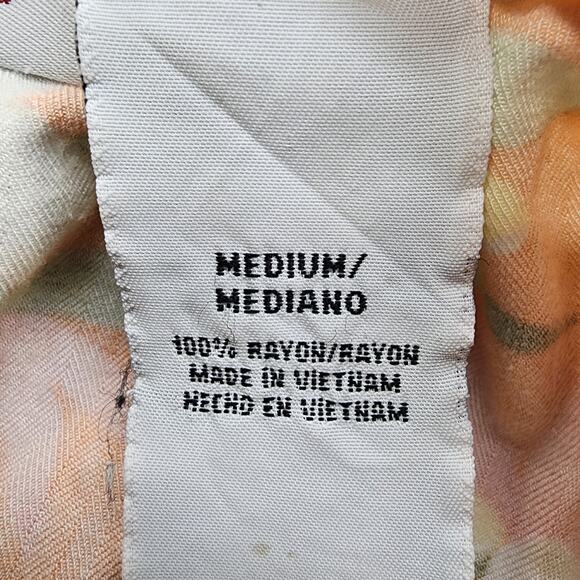 MEDIUM/
MEDIANO
100% RAYON/RAYON
MADE IN VIETNAM
HECHO EN VIETNAM